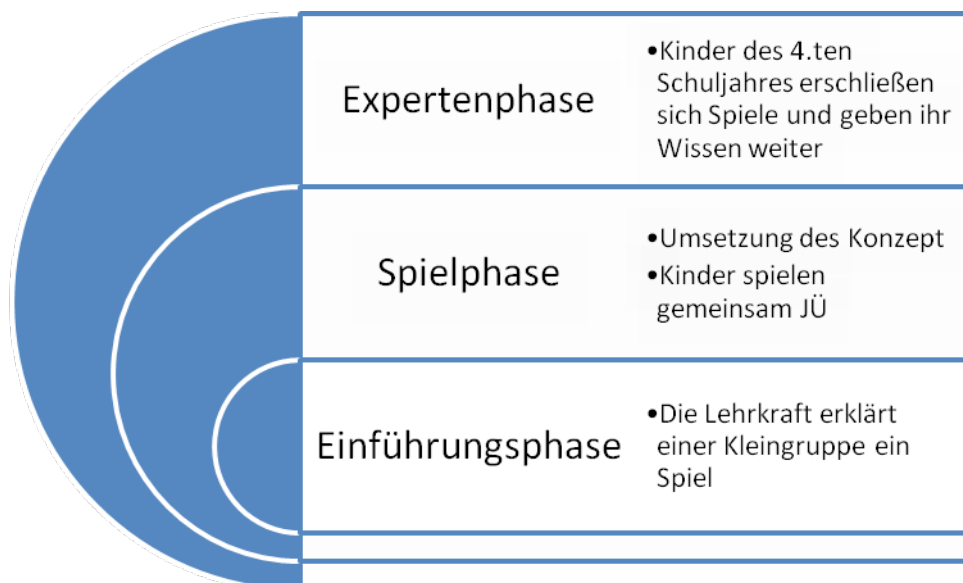 Expertenphase
•Kinder des 4.ten
Schuljahres erschließen
sich Spiele und geben ihr
Wissen weiter
Spielphase
•Umsetzung des Konzept
•Kinder spielen
gemeinsam JÜ
Einführungsphase
•Die Lehrkraft erklärt
einer Kleingruppe ein
Spiel